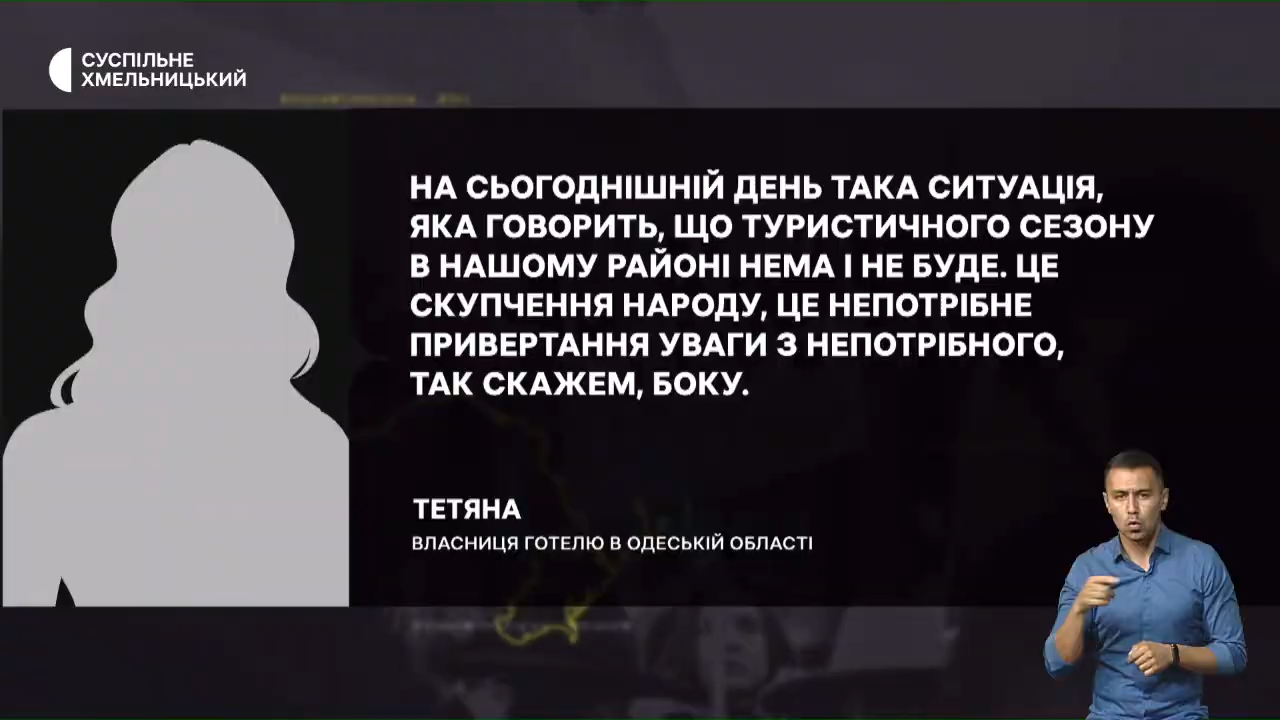 СУСПІЛЬНЕ
ХМЕЛЬНИЦЬКИЙ
НА СЬОГОДНІШНІЙ ДЕНЬ ТАКА СИТУАЦІЯ,
ЯКА ГОВОРИТЬ, ЩО ТУРИСТИЧНОГО СЕЗОНУ
В НАШОМУ РАЙОНІ НЕМА І НЕ БУДЕ. ЦЕ
СКУПЧЕННЯ НАРОДУ, ЦЕ НЕПОТРІБНЕ
ПРИВЕРТАННЯ УВАГИ З НЕПОТРІБНОГО,
ТАК СКАЖЕМ, БОКУ.
ТЕТЯНА
ВЛАСНИЦЯ ГОТЕЛЮ В ОДЕСЬКІЙ ОБЛАСТІ